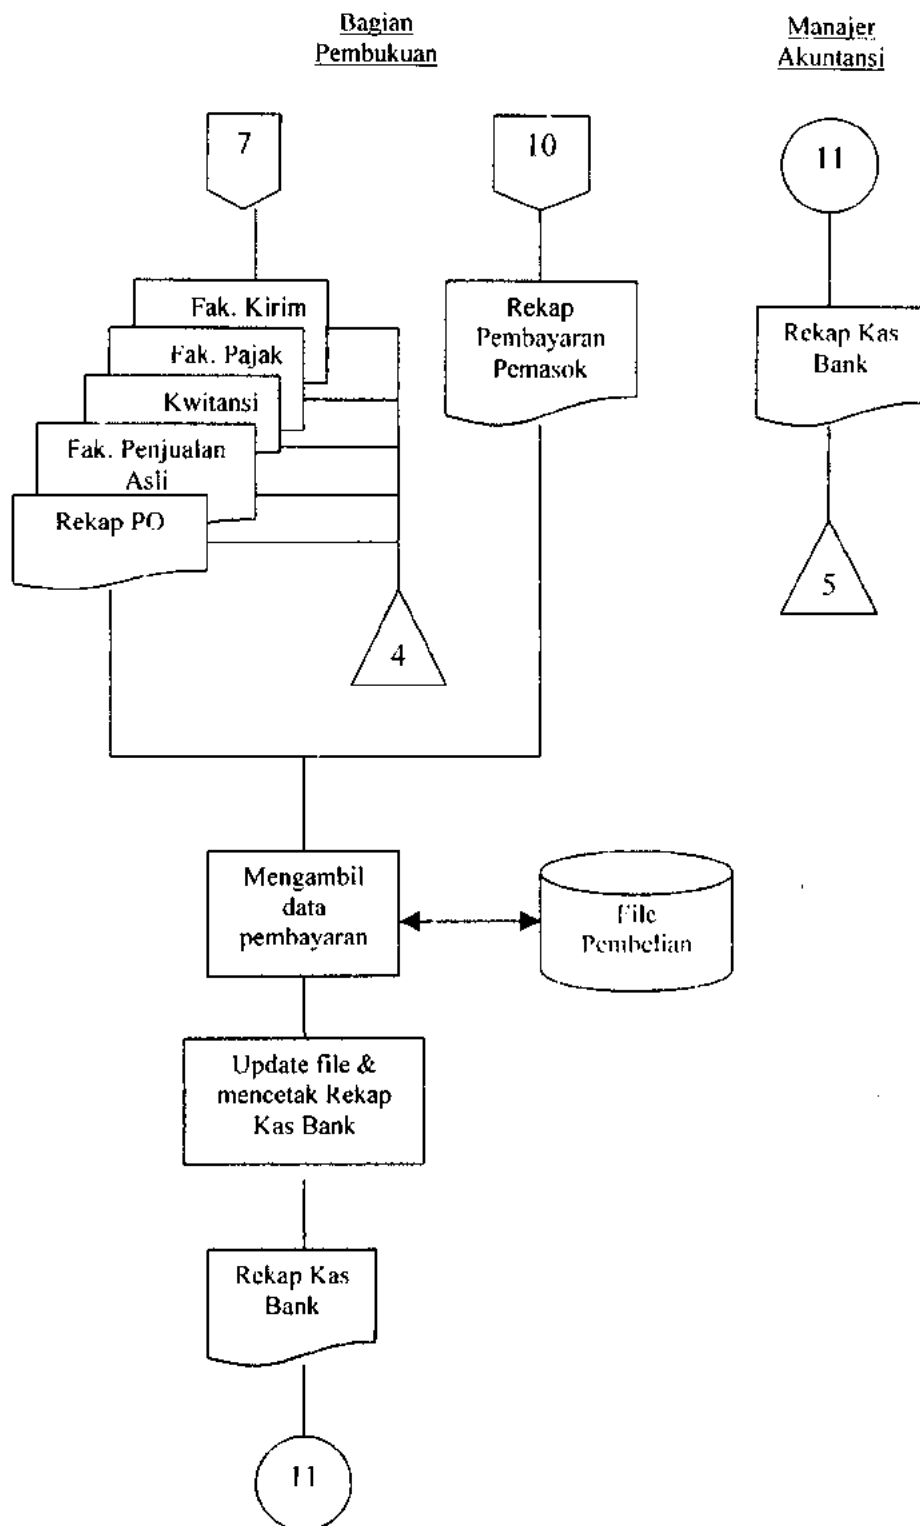 Bagian
Pembukuan
Manajer
Akuntansi
7
10
11
Fak. Kirim
Fak. Pajak
Kwitansi
Fak. Penjualan
Asli
Rekap PO
4
Rekap
Pembayaran
Pemasok
Rekap Kas
Bank
5
Mengambil
data
pembayaran
File
Pembelian
Update file &
mencetak Rekap
Kas Bank
Rekap Kas
Bank
11